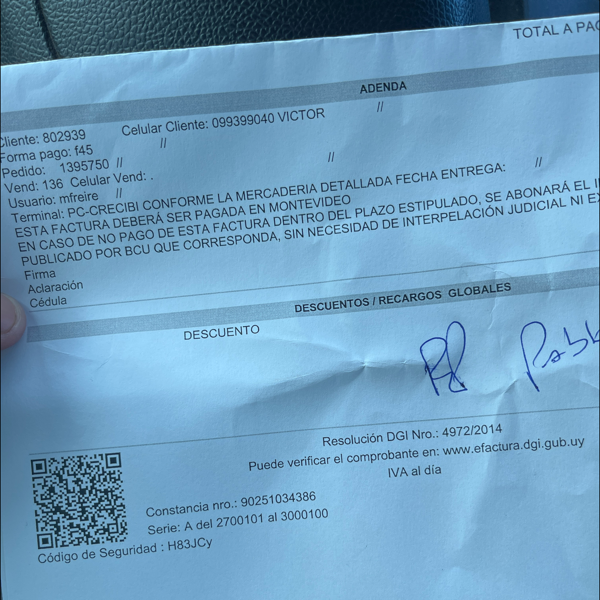 TOTAL A PAG
ADENDA
Cliente: 802939 Celular Cliente: 099399040 VICTOR //
Forma pago: f45 //
Pedido: 1395750 // //
Vend: 136 Celular Vend: .
Usuario: mfreire //
Terminal: PC-CRECIBI CONFORME LA MERCADERIA DETALLADA FECHA ENTREGA: //
ESTA FACTURA DEBERÁ SER PAGADA EN MONTEVIDEO
EN CASO DE NO PAGO DE ESTA FACTURA DENTRO DEL PLAZO ESTIPULADO, SE ABONARÁ EL
PUBLICADO POR BCU QUE CORRESPONDA, SIN NECESIDAD DE INTERPELACIÓN JUDICIAL NI
Firma
Aclaración
Cédula
DESCUENTOS / RECARGOS GLOBALES
DESCUENTO
Resolución DGI Nro.: 4972/2014
Puede verificar el comprobante en: www.efactura.dgi.gub.uy
IVA al día
Constancia nro.: 90251034386
Serie: A del 2700101 al 3000100
Código de Seguridad : H83JCy